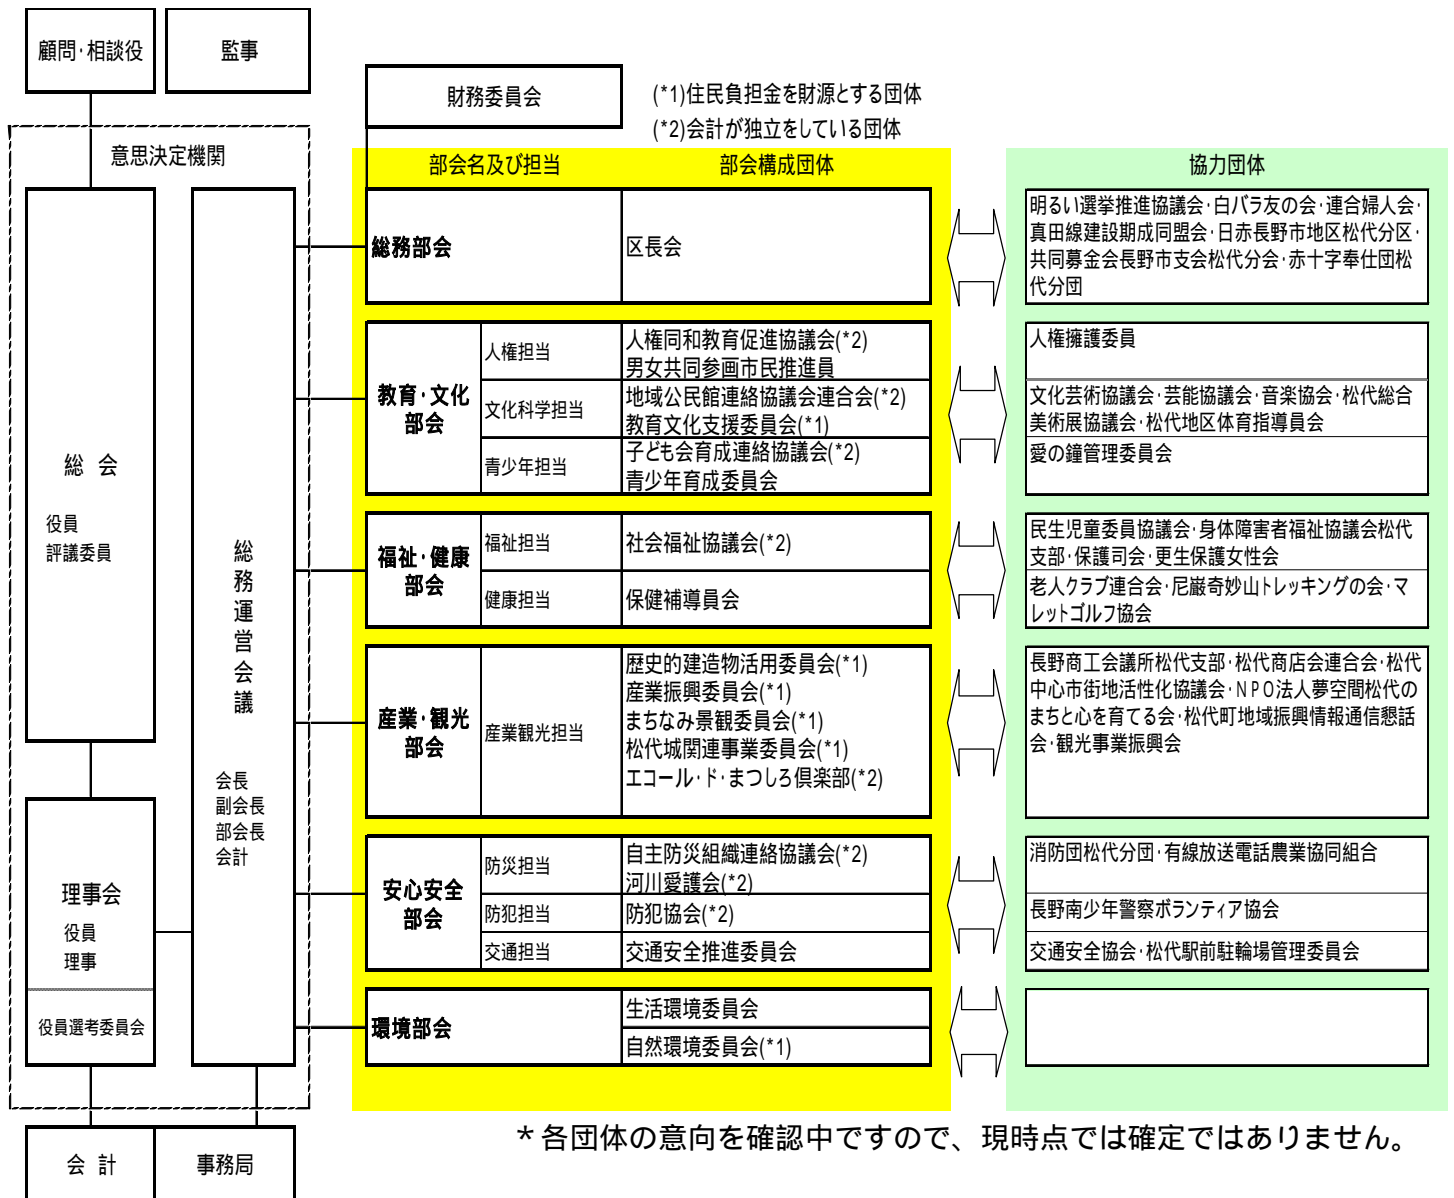 顧問・相談役
監事
財務委員会
(*1)住民負担金を財源とする団体
(*2)会計が独立をしている団体
意思決定機関
部会名及び担当
部会構成団体
協力団体
総 会
役員
評議委員
総務運営会議
会長
副会長
部会長
会計
理事会
役員
理事
役員選考委員会
会 計
事務局
総務部会
区長会
明るい選挙推進協議会・白バラ友の会・連合婦人会・
真田線建設期成同盟会・日赤長野市地区松代分区・
共同募金会長野市支会松代分会・赤十字奉仕団松
代分団
教育・文化
部会
人権担当
人権同和教育促進協議会(*2)
男女共同参画市民推進員
人権擁護委員
文化科学担当
地域公民館連絡協議会連合会(*2)
教育文化支援委員会(*1)
文化芸術協議会・芸能協議会・音楽協会・松代総合
美術展協議会・松代地区体育指導員会
青少年担当
子ども会育成連絡協議会(*2)
青少年育成委員会
愛の鐘管理委員会
福祉・健康
部会
福祉担当
社会福祉協議会(*2)
民生児童委員協議会・身体障害者福祉協議会松代
支部・保護司会・更生保護女性会
健康担当
保健補導員会
老人クラブ連合会・尼巌奇妙山トレッキングの会・マ
レットゴルフ協会
産業・観光
部会
産業観光担当
歴史的建造物活用委員会(*1)
産業振興委員会(*1)
まちなみ景観委員会(*1)
松代城関連事業委員会(*1)
エコール・ド・まつしろ倶楽部(*2)
長野商工会議所松代支部・松代商店会連合会・松代
中心市街地活性化協議会・NPO法人夢空間松代の
まちと心を育てる会・松代町地域振興情報通信懇話
会・観光事業振興会
安心安全
部会
防災担当
自主防災組織連絡協議会(*2)
河川愛護会(*2)
消防団松代分団・有線放送電話農業協同組合
防犯担当
防犯協会(*2)
長野南少年警察ボランティア協会
交通担当
交通安全推進委員会
交通安全協会・松代駅前駐輪場管理委員会
環境部会
生活環境委員会
自然環境委員会(*1)
＊各団体の意向を確認中ですので、現時点では確定ではありません。